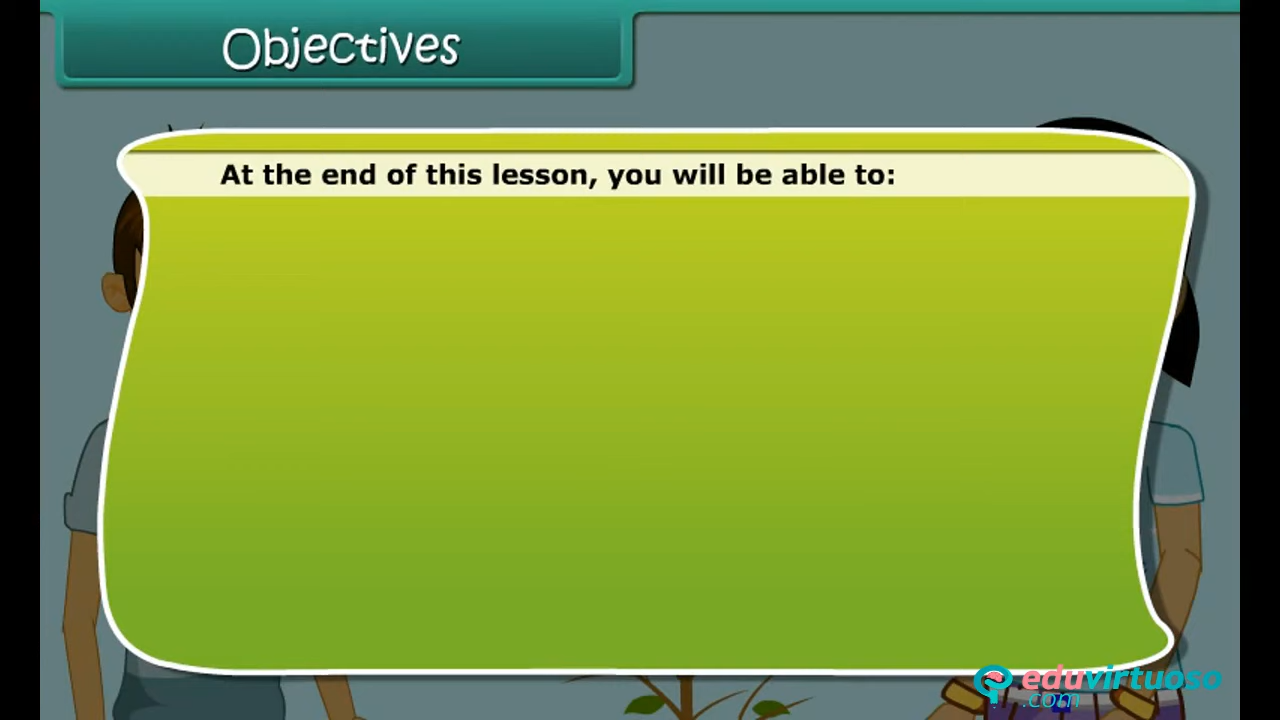 Objectives
At the end of this lesson, you will be able to:
eduvirtuoso
.com